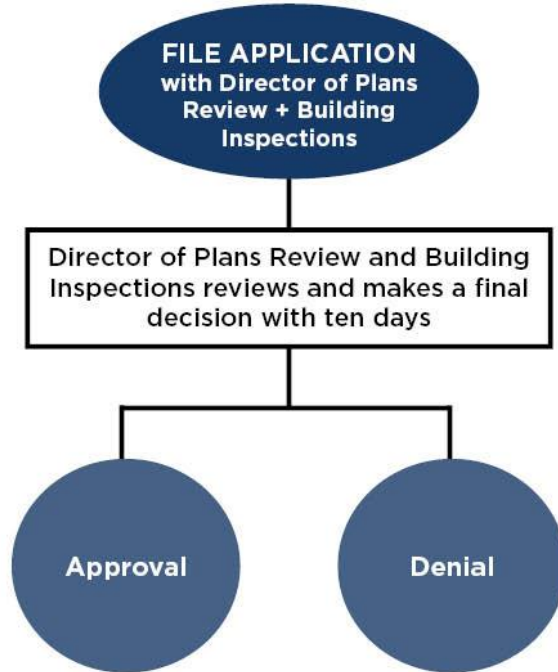 FILE APPLICATION
with Director of Plans
Review + Building
Inspections
Director of Plans Review and Building
Inspections reviews and makes a final
decision with ten days
Approval
Denial